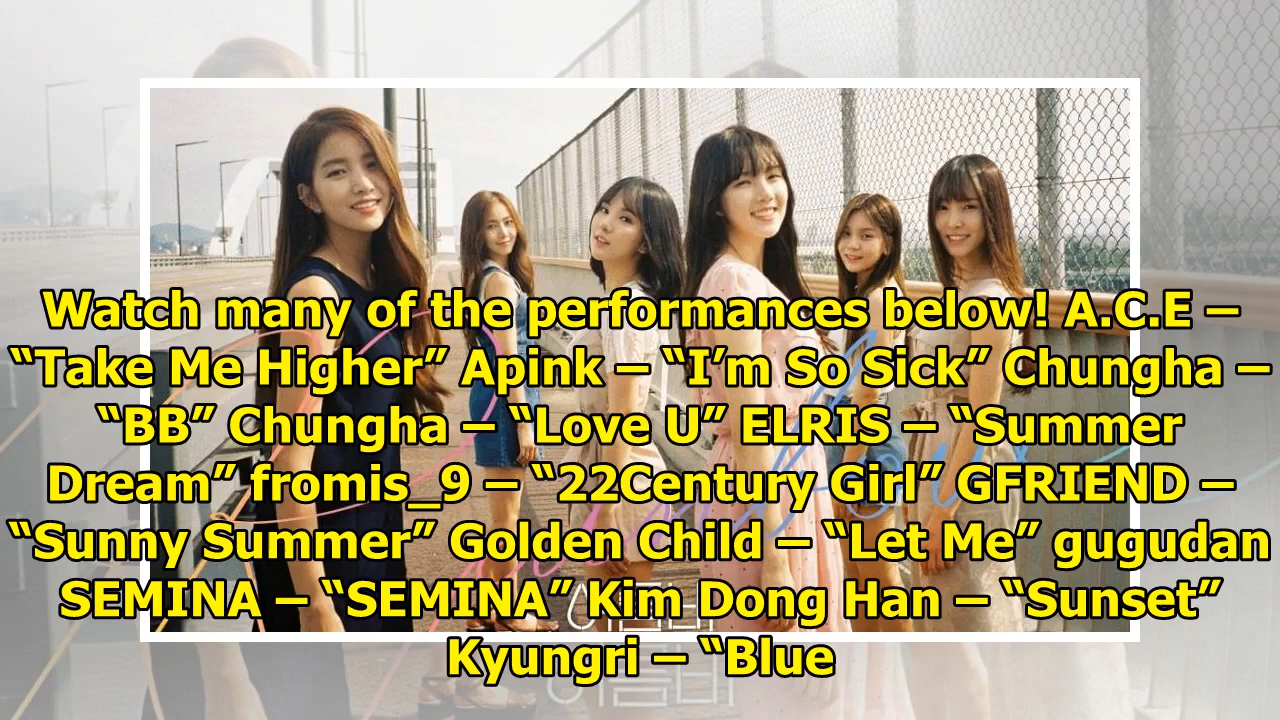 Watch many of the performances below! A.C.E –
“Take Me Higher” Apink – “I’m So Sick” Chungha –
“BB” Chungha – “Love U” ELRIS – “Summer
Dream” fromis_9 – “22Century Girl” GFRIEND –
“Sunny Summer” Golden Child – “Let Me” gugudan
SEMINA – “SEMINA” Kim Dong Han – “Sunset”
Kyungri – “Blue